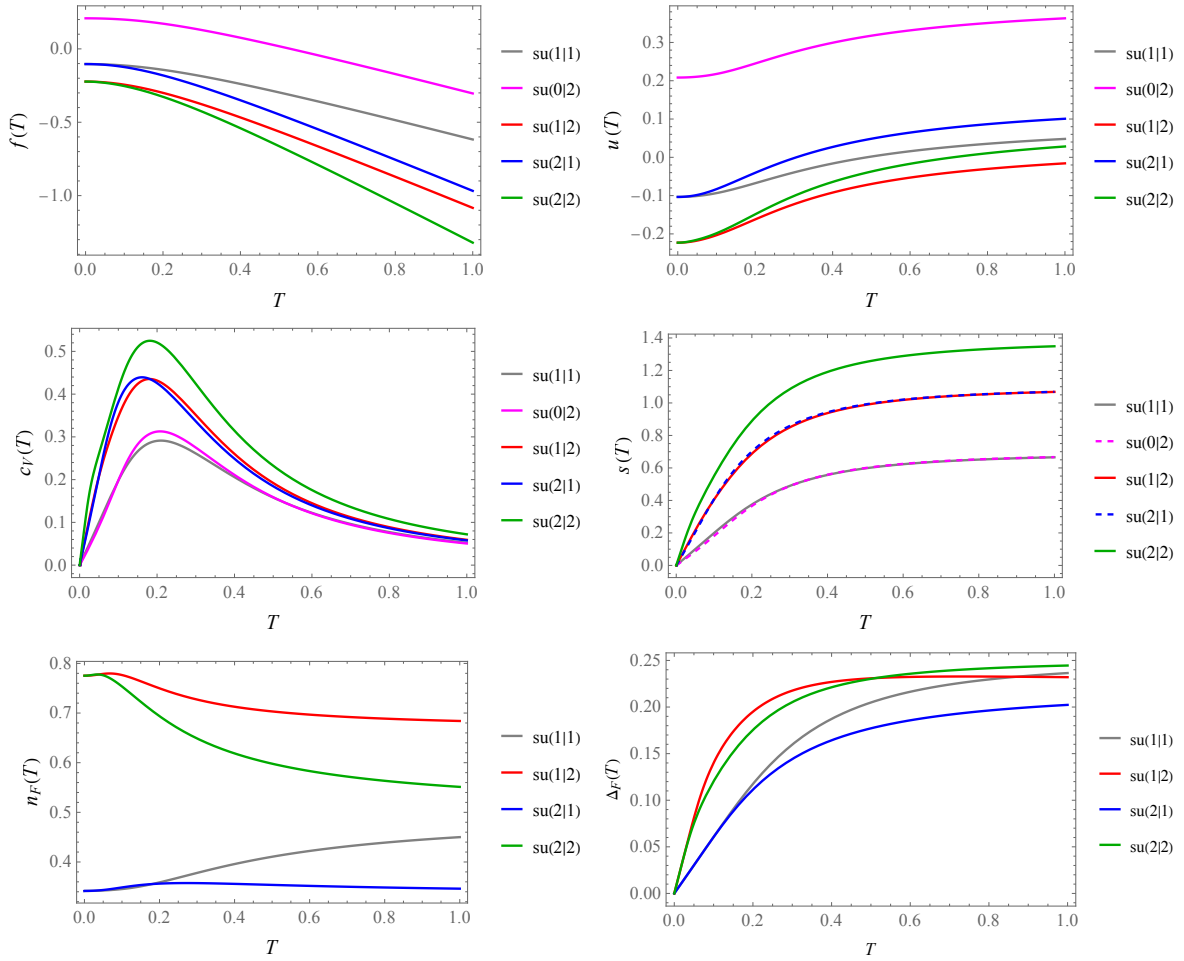 0.0
−0.5
−1.0
0.0 0.2 0.4 0.6 0.8 1.0
T
f(T)
su(1|1)
su(0|2)
su(1|2)
su(2|1)
su(2|2)
0.3
0.2
0.1
0.0
−0.1
−0.2
0.0 0.2 0.4 0.6 0.8 1.0
T
u(T)
su(1|1)
su(0|2)
su(1|2)
su(2|1)
su(2|2)
0.5
0.4
0.3
0.2
0.1
0.0
0.0 0.2 0.4 0.6 0.8 1.0
T
c_V(T)
su(1|1)
su(0|2)
su(1|2)
su(2|1)
su(2|2)
1.4
1.2
1.0
0.8
0.6
0.4
0.2
0.0
0.0 0.2 0.4 0.6 0.8 1.0
T
s(T)
su(1|1)
su(0|2)
su(1|2)
su(2|1)
su(2|2)
0.8
0.7
0.6
0.5
0.4
0.0 0.2 0.4 0.6 0.8 1.0
T
n_F(T)
su(1|1)
su(1|2)
su(2|1)
su(2|2)
0.25
0.20
0.15
0.10
0.05
0.00
0.0 0.2 0.4 0.6 0.8 1.0
T
Δ_F(T)
su(1|1)
su(1|2)
su(2|1)
su(2|2)